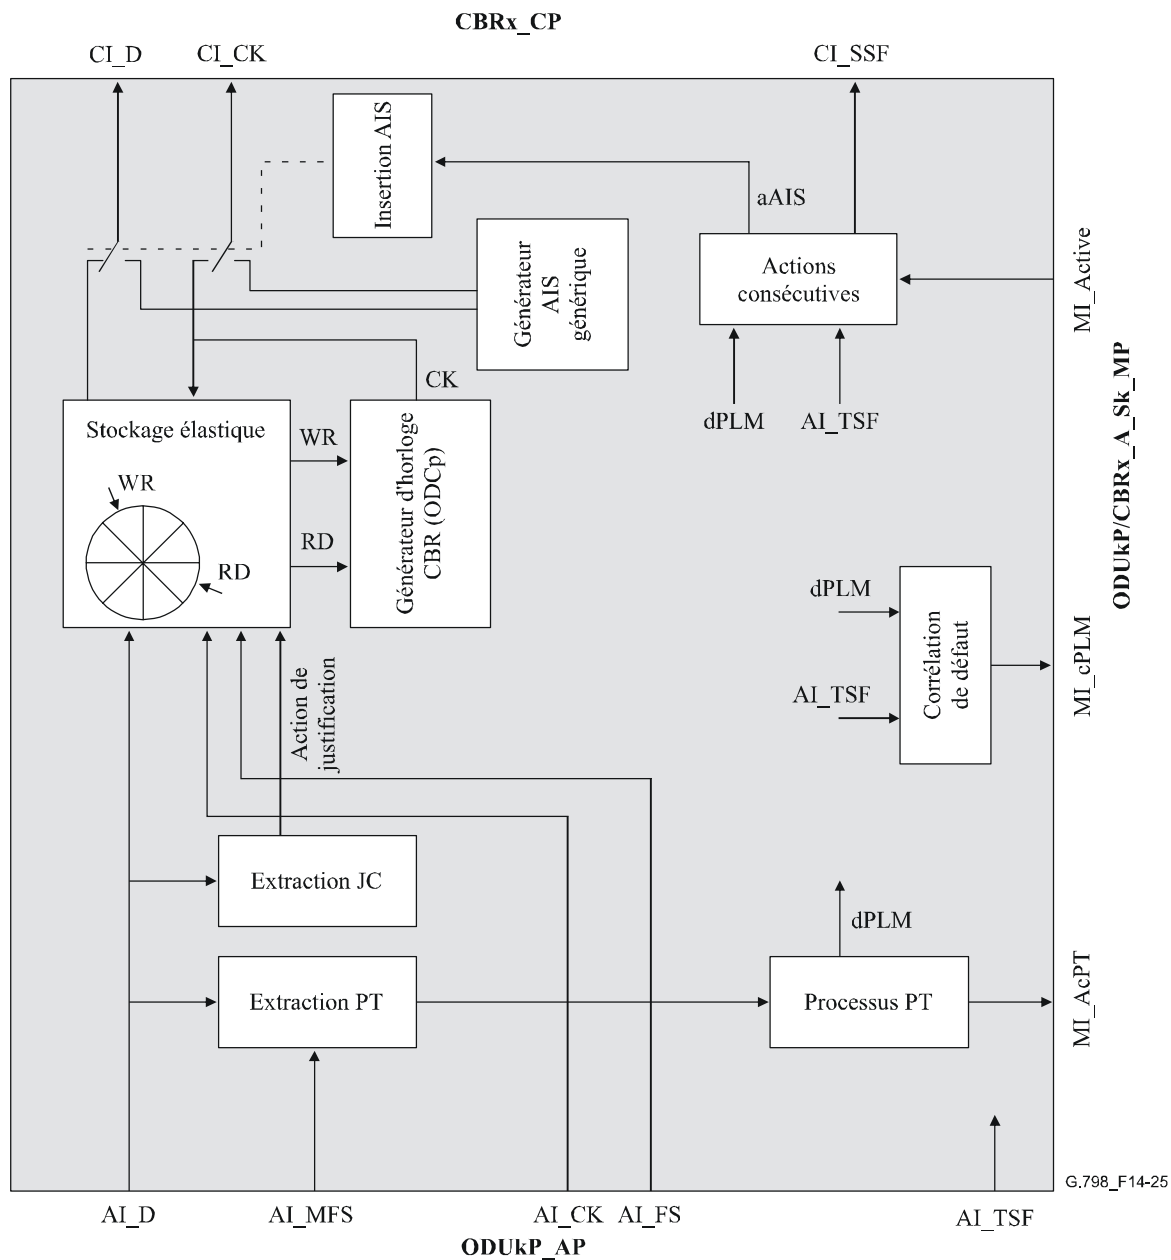 CBRx_CP
CI_D
CI_CK
CI_SSF
Insertion AIS
aAIS
Générateur
AIS
générique
Actions
consécutives
MI_Active
CK
dPLM
AI_TSF
Stockage élastique
WR
RD
WR
RD
Générateur d'horloge
CBR (ODCp)
ODUkP/CBRx_A_Sk_MP
dPLM
AI_TSF
Corrélation
de défaut
MI_cPLM
Action de
justification
Extraction JC
dPLM
Extraction PT
Processus PT
MI_AcPT
G.798_F14-25
AI_D
AI_MFS
AI_CK
AI_FS
AI_TSF
ODUkP_AP